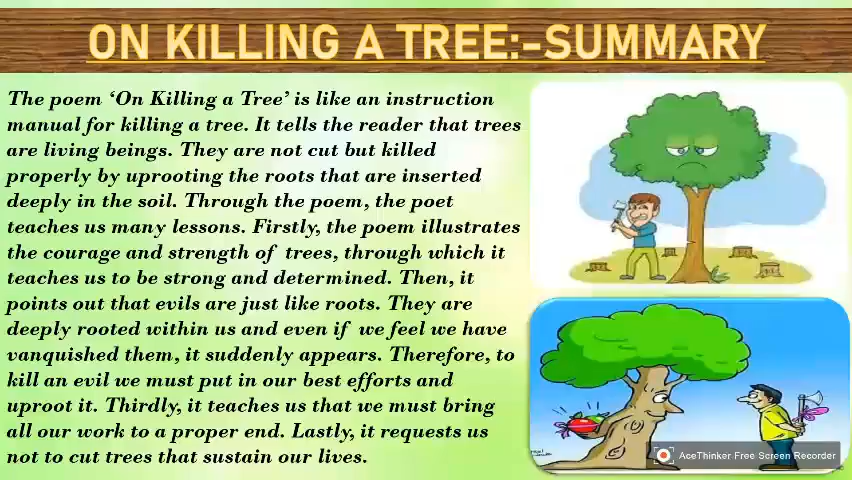 ON KILLING A TREE:-SUMMARY
The poem ‘On Killing a Tree’ is like an instruction
manual for killing a tree. It tells the reader that trees
are living beings. They are not cut but killed
properly by uprooting the roots that are inserted
deeply in the soil. Through the poem, the poet
teaches us many lessons. Firstly, the poem illustrates
the courage and strength of trees, through which it
teaches us to be strong and determined. Then, it
points out that evils are just like roots. They are
deeply rooted within us and even if we feel we have
vanquished them, it suddenly appears. Therefore, to
kill an evil we must put in our best efforts and
uproot it. Thirdly, it teaches us that we must bring
all our work to a proper end. Lastly, it requests us
not to cut trees that sustain our lives.
AceThinker Free Screen Recorder